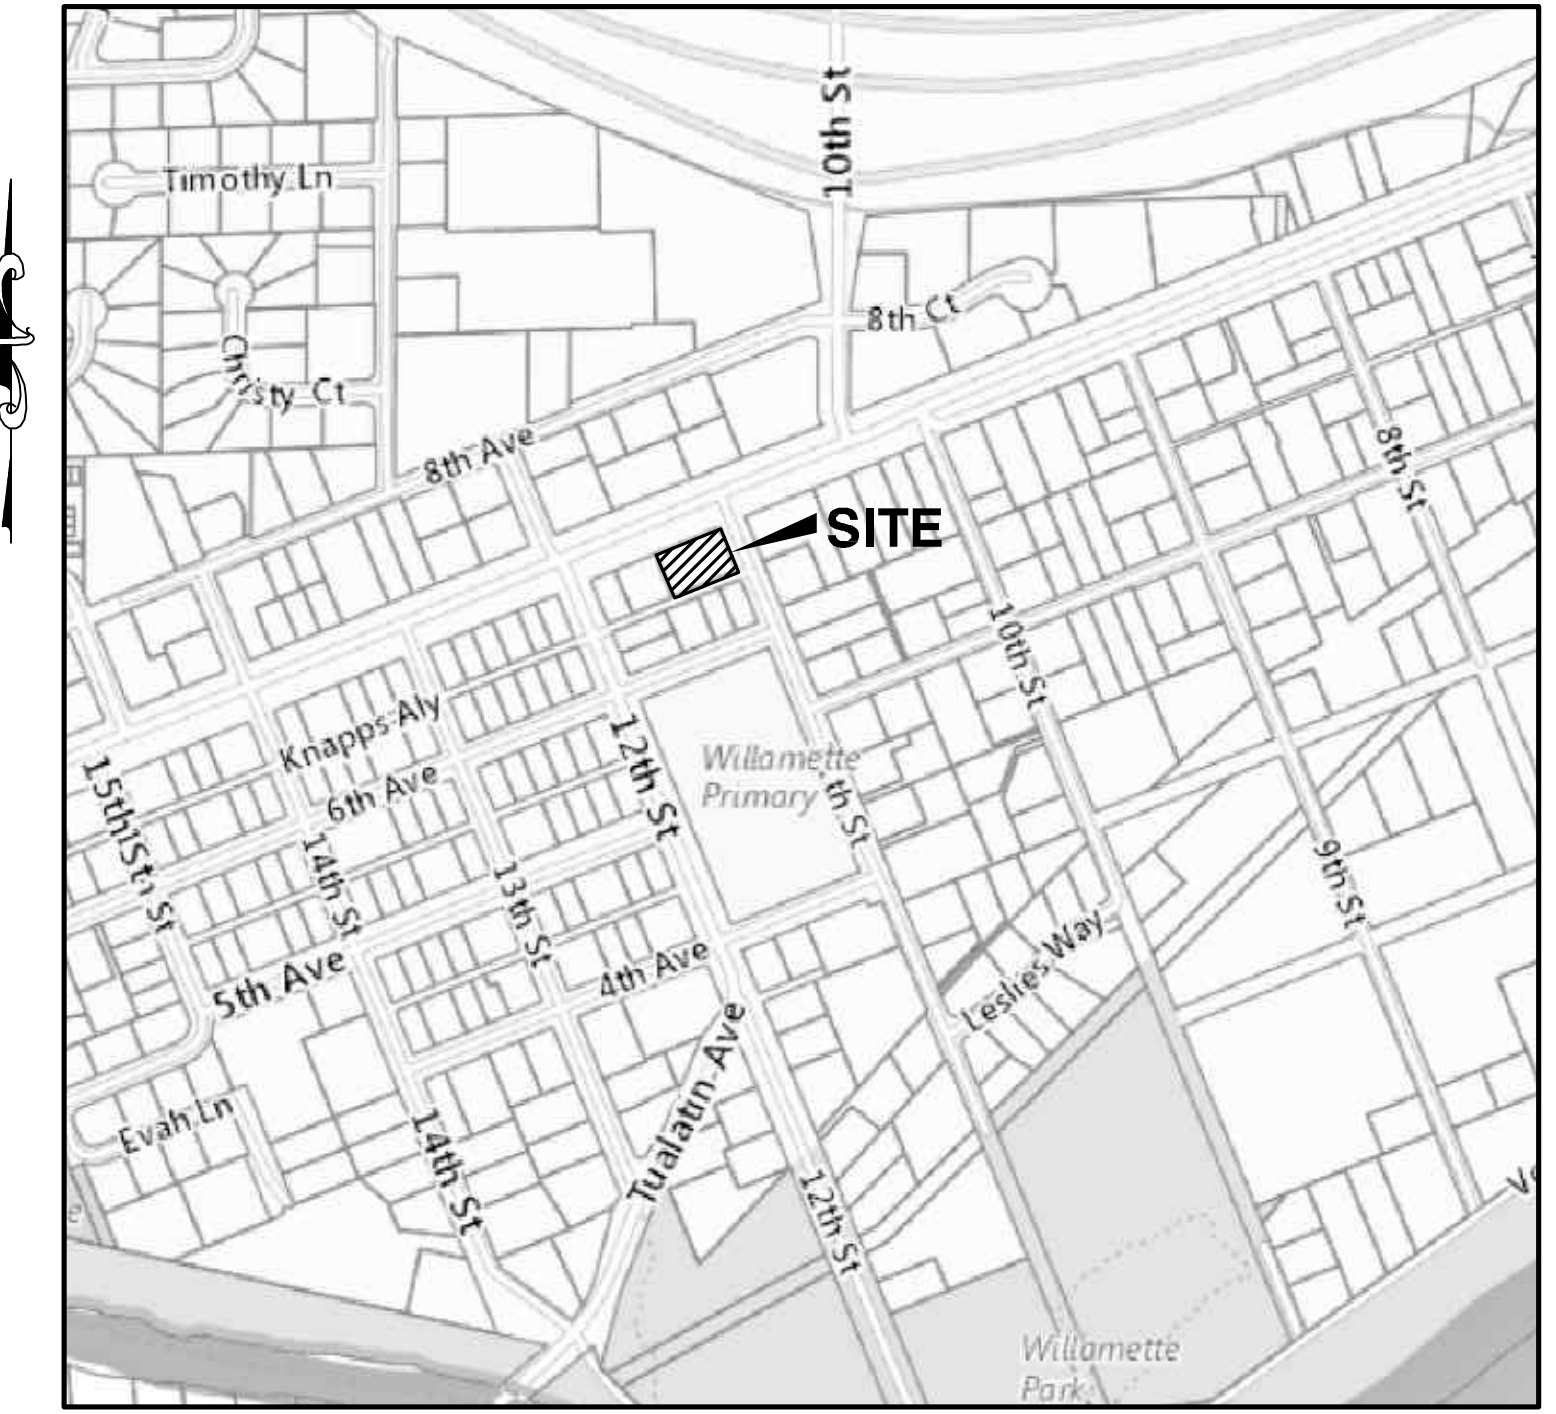 10th St
Timothy Ln
8th Ct
Christy Ct
8th Ave
8th St
SITE
10th St
Knapps Aly
12th St
Willamette
Primary
6th Ave
15th St
14th St
th St
13th St
9th St
5th Ave
4th Ave
Leslies Way
Tualatin Ave
Evah Ln
14th St
12th St
Willamette
Park